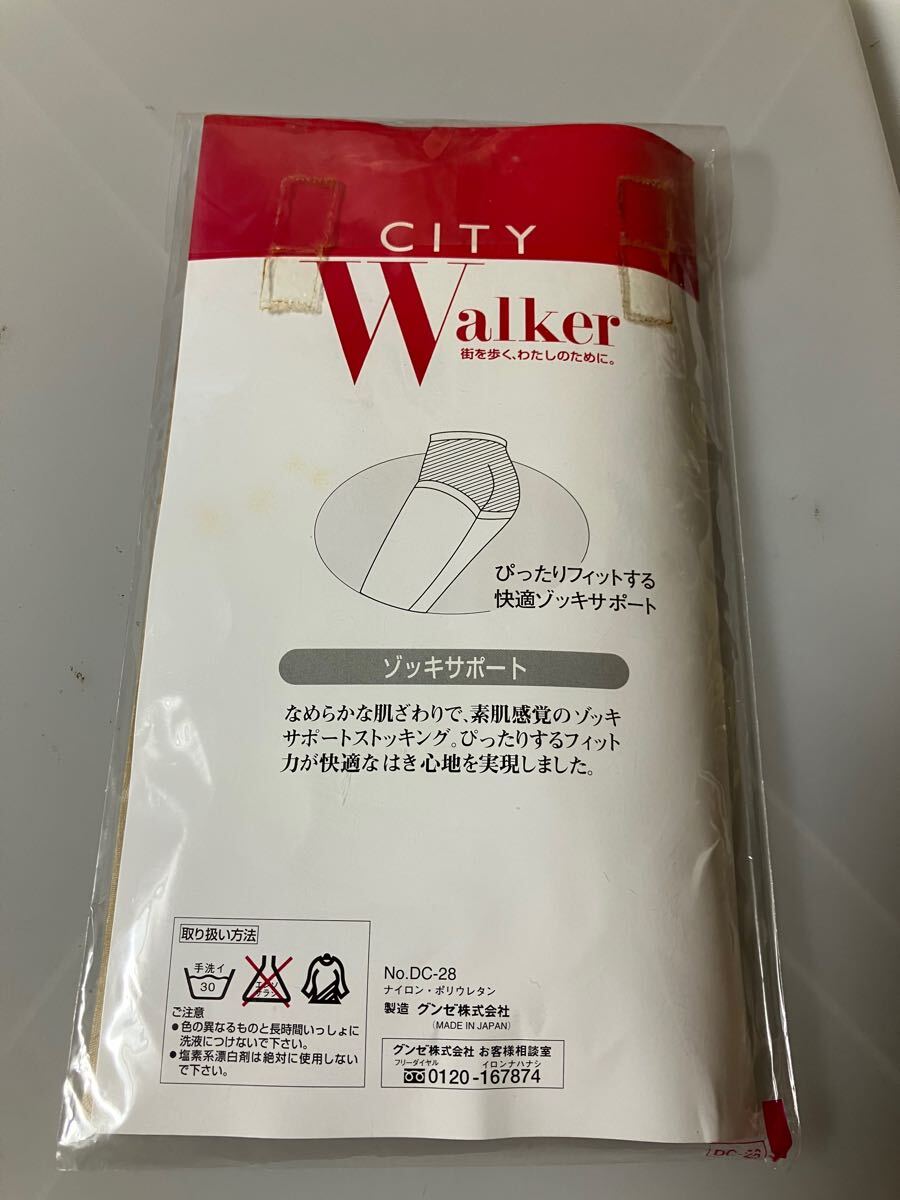 CITY
Walker
街を歩く、わたしのために。
ぴったりフィットする
快適ゾッキサポート
ゾッキサポート
なめらかな肌ざわりで、素肌感覚のゾッキ
サポートストッキング。ぴったりするフィット
力が快適なはき心地を実現しました。
取り扱い方法
手洗イ
30
エンソ
サラシ
ご注意
●色の異なるものと長時間いっしょに
洗液につけないで下さい。
●塩素系漂白剤は絶対に使用しない
で下さい。
No.DC-28
ナイロン・ポリウレタン
製造 グンゼ株式会社
(MADE IN JAPAN)
グンゼ株式会社 お客様相談室
フリーダイヤル イロンナハナシ
0120-167874
DC-28